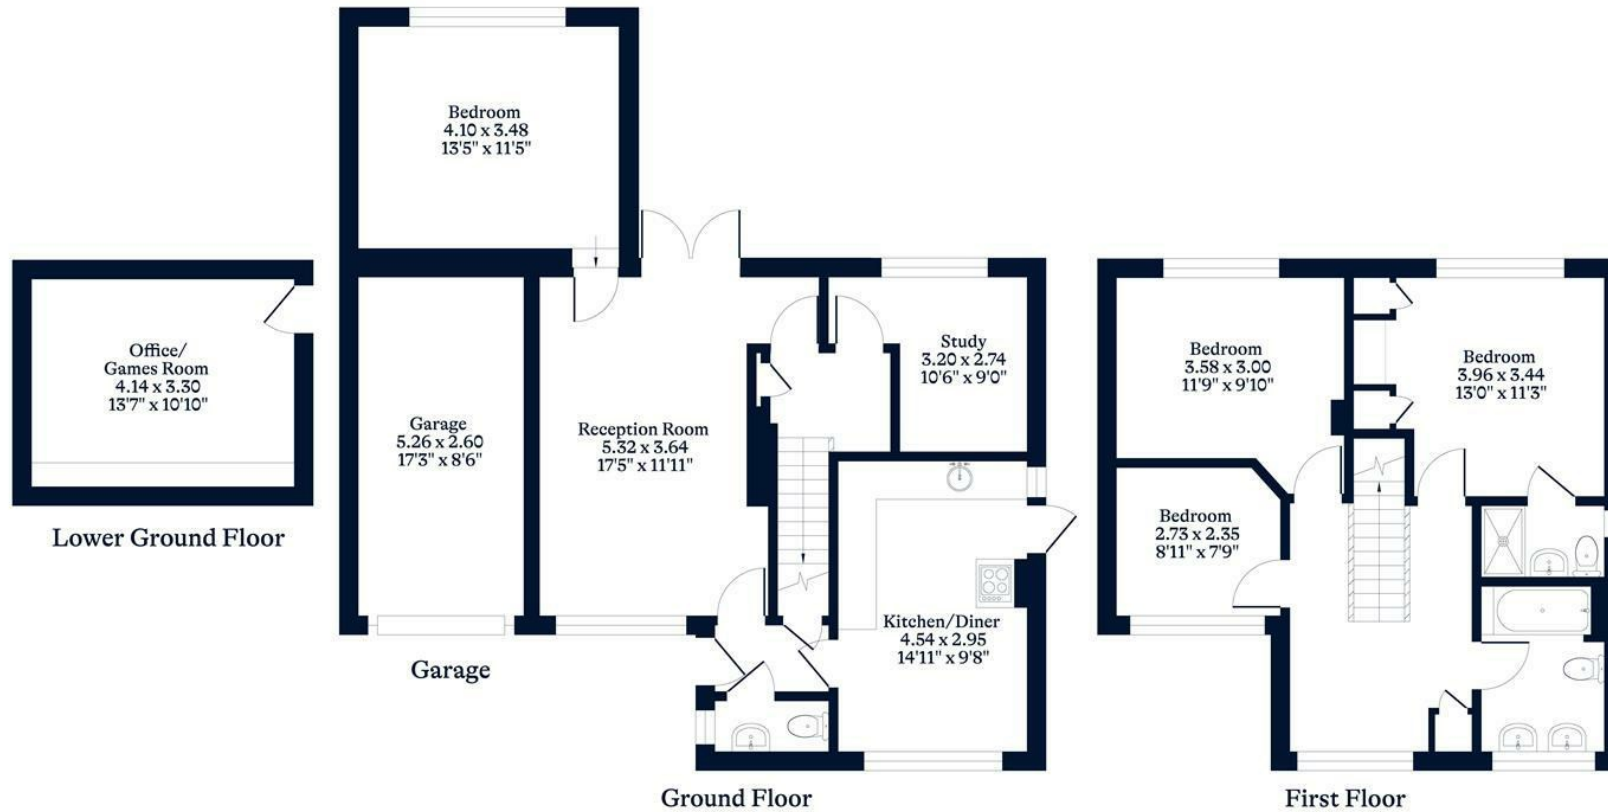 Bedroom
4.10 x 3.48
13'5" x 11'5"
Office/
Games Room
4.14 x 3.30
13'7" x 10'10"
Lower Ground Floor
Garage
5.26 x 2.60
17'3" x 8'6"
Garage
Reception Room
5.32 x 3.64
17'5" x 11'11"
Study
3.20 x 2.74
10'6" x 9'0"
Kitchen/Diner
4.54 x 2.95
14'11" x 9'8"
Ground Floor
Bedroom
3.58 x 3.00
11'9" x 9'10"
Bedroom
3.96 x 3.44
13'0" x 11'3"
Bedroom
2.73 x 2.35
8'11" x 7'9"
First Floor